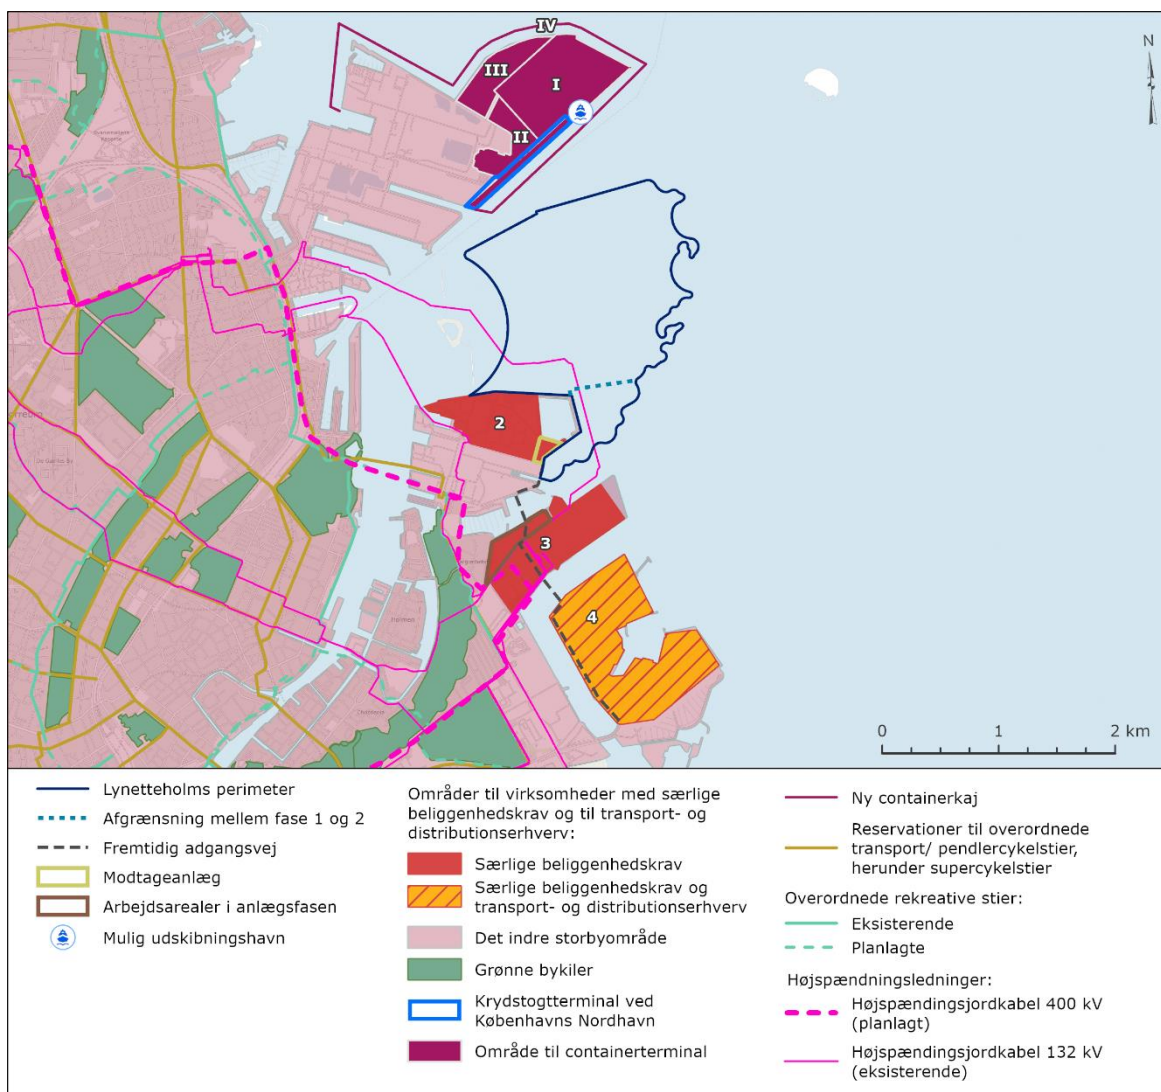 IV
N
III
I
II
2
3
4
0 1 2 km
Lynetteholms perimeter
Afgrænsning mellem fase 1 og 2
Fremtidig adgangsvej
Modtageanlæg
Arbejdsarealer i anlægsfasen
Mulig udskibningshavn
Områder til virksomheder med særlige
beliggenhedskrav og til transport- og
distributionserhverv:
Særlige beliggenhedskrav
Særlige beliggenhedskrav og
transport- og distributionserhverv
Det indre storbyområde
Grønne bykiler
Krydstogtterminal ved
Københavns Nordhavn
Område til containerterminal
Ny containerkaj
Reservationer til overordnede
transport/ pendlercykelstier,
herunder supercykelstier
Overordnede rekreative stier:
Eksisterende
Planlagte
Højspændningsledninger:
Højspændingsjordkabel 400 kV
(planlagt)
Højspændingsjordkabel 132 kV
(eksisterende)